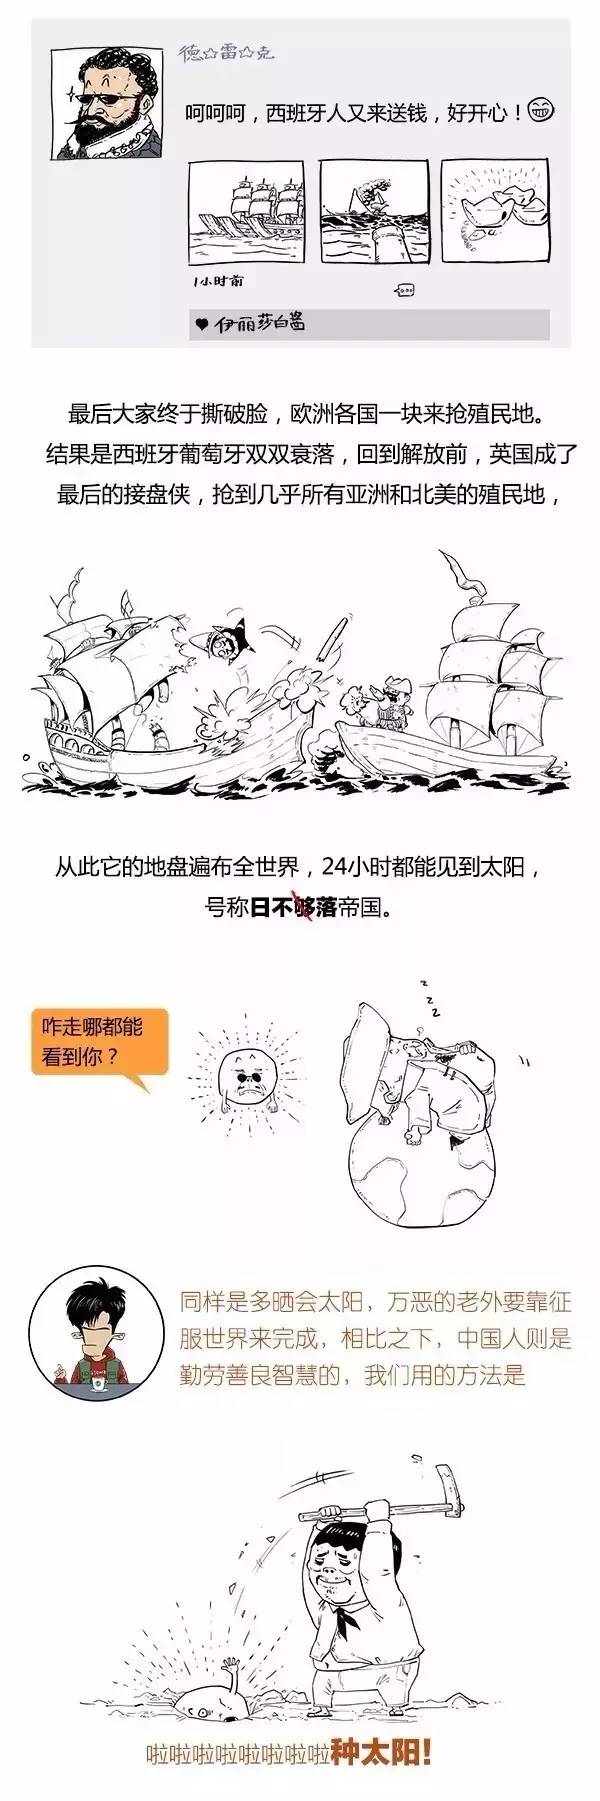 德☆雷☆克
呵呵呵，西班牙人又来送钱，好开心！
1小时前
伊丽莎白酱
最后大家终于撕破脸，欧洲各国一块来抢殖民地。
结果是西班牙葡萄牙双双衰落，回到解放前，英国成了
最后的接盘侠，抢到几乎所有亚洲和北美的殖民地，
从此它的地盘遍布全世界，24小时都能见到太阳，
号称日不够落帝国。
咋走哪都能
看到你？
z z z
同样是多晒会太阳，万恶的老外要靠征
服世界来完成，相比之下，中国人则是
勤劳善良智慧的，我们用的方法是
啦啦啦啦啦啦啦啦种太阳！